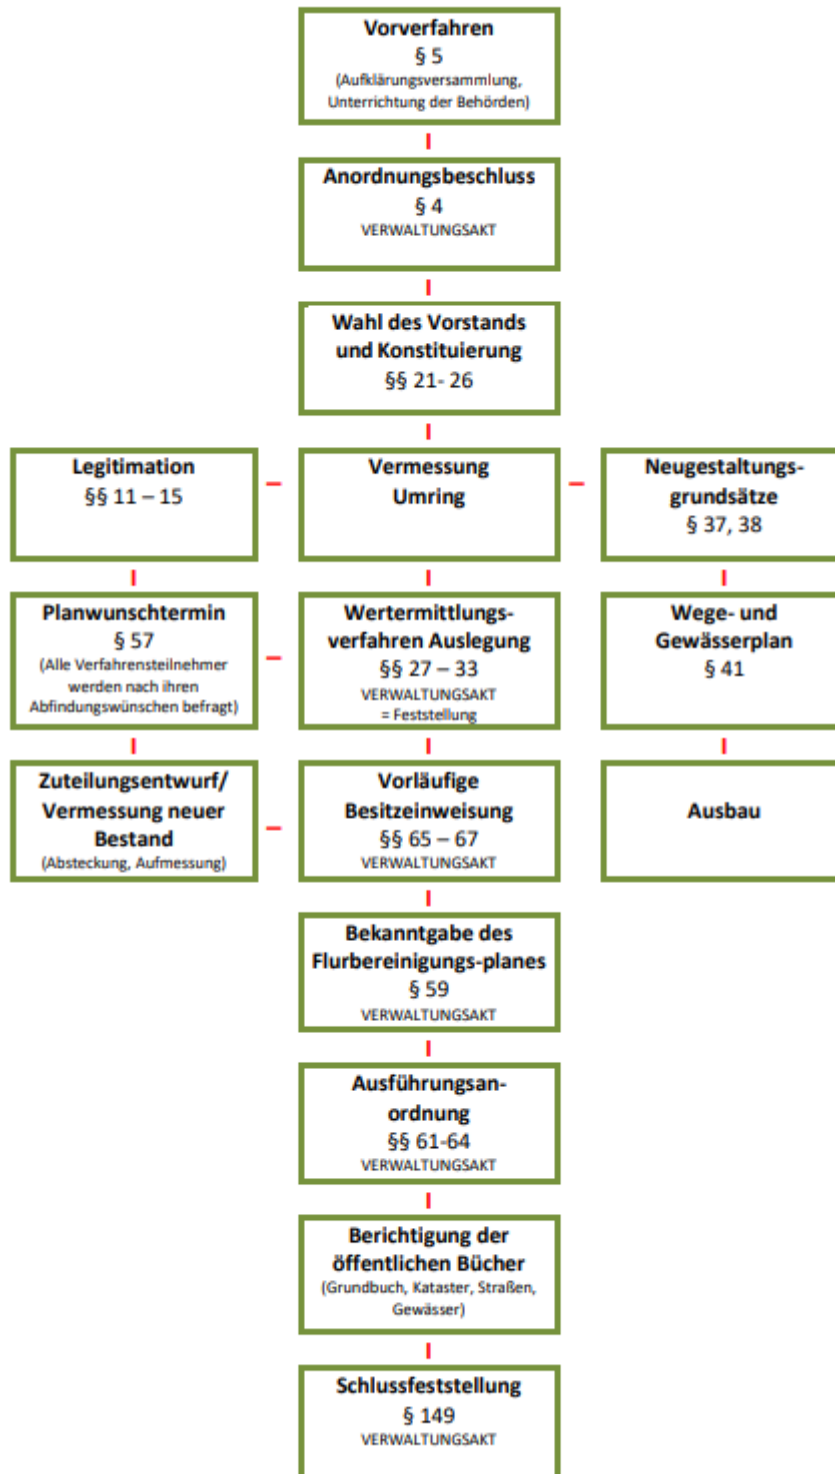 Vorverfahren
§ 5
(Aufklärungsversammlung,
Unterrichtung der Behörden)
Anordnungsbeschluss
§ 4
VERWALTUNGSAKT
Wahl des Vorstands
und Konstituierung
§§ 21- 26
Legitimation
§§ 11 – 15
Vermessung
Umring
Neugestaltungs-
grundsätze
§ 37, 38
Planwunschtermin
§ 57
(Alle Verfahrensteilnehmer
werden nach ihren
Abfindungswünschen befragt)
Wertermittlungs-
verfahren Auslegung
§§ 27 – 33
VERWALTUNGSAKT
= Feststellung
Wege- und
Gewässerplan
§ 41
Zuteilungsentwurf/
Vermessung neuer
Bestand
(Absteckung, Aufmessung)
Vorläufige
Besitzeinweisung
§§ 65 – 67
VERWALTUNGSAKT
Ausbau
Bekanntgabe des
Flurbereinigungs-planes
§ 59
VERWALTUNGSAKT
Ausführungsan-
ordnung
§§ 61-64
VERWALTUNGSAKT
Berichtigung der
öffentlichen Bücher
(Grundbuch, Kataster, Straßen,
Gewässer)
Schlussfeststellung
§ 149
VERWALTUNGSAKT